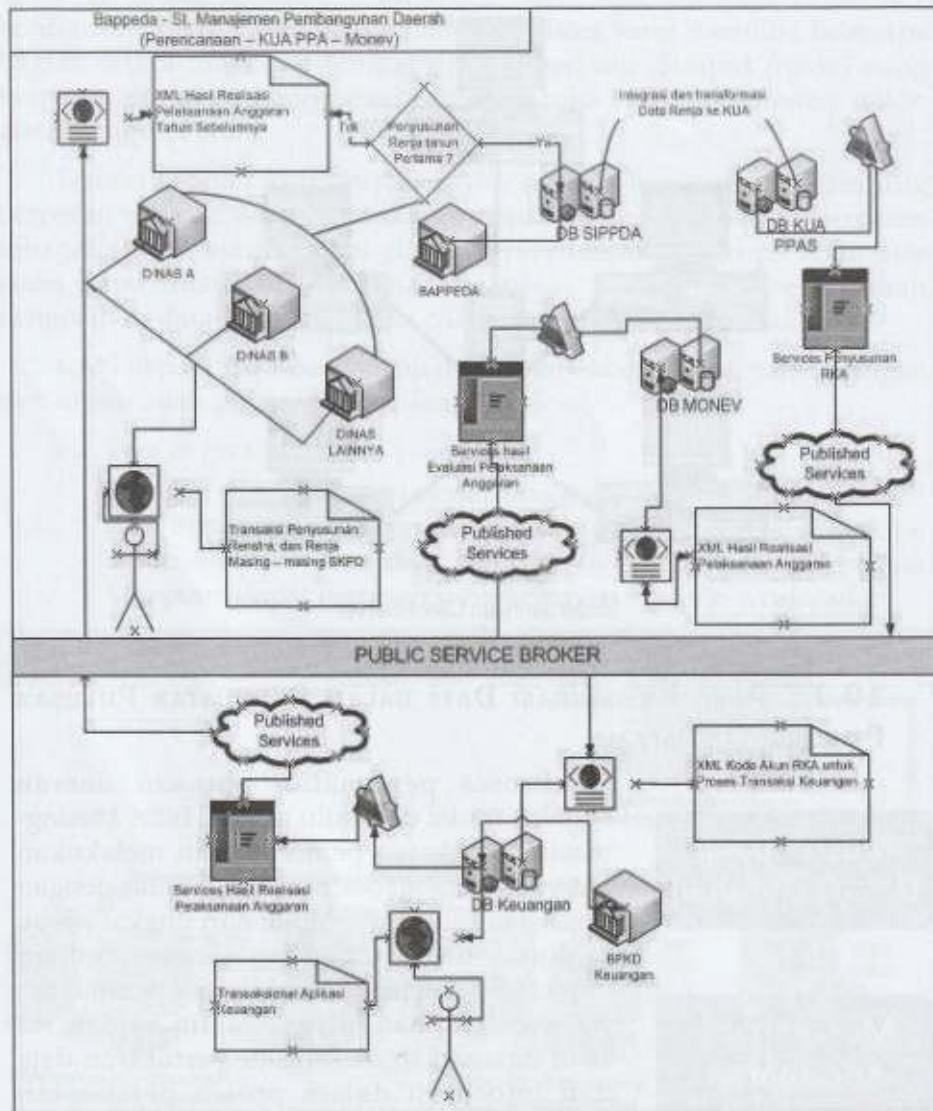 Bappeda - SI. Manajemen Pembangunan Daerah
(Perencanaan – KUA PPA – Monev)
XML Hasil Realisasi
Pelaksanaan Anggaran
Tahun Sebelumnya
Tdk
Penyusunan
Renja tahun
Pertama ?
Ya
Integrasi dan transformasi
Data Renja ke KUA
DB SIPPDA
DB KUA
PPAS
DINAS A
BAPPEDA
DINAS B
DINAS
LAINNYA
Services hasil
Evaluasi Pelaksanaan
Anggaran
DB MONEV
Services Penyusunan
RKA
Published
Services
Published
Services
Transaksi Penyusunan
Renstra, dan Renja
Masing – masing SKPD
XML Hasil Realisasi
Pelaksanaan Anggaran
PUBLIC SERVICE BROKER
Published
Services
XML Kode Akun RKA untuk
Proses Transaksi Keuangan
Services Hasil Realisasi
Pelaksanaan Anggaran
DB Keuangan
BPKD
Keuangan
Transaksional Aplikasi
Keuangan